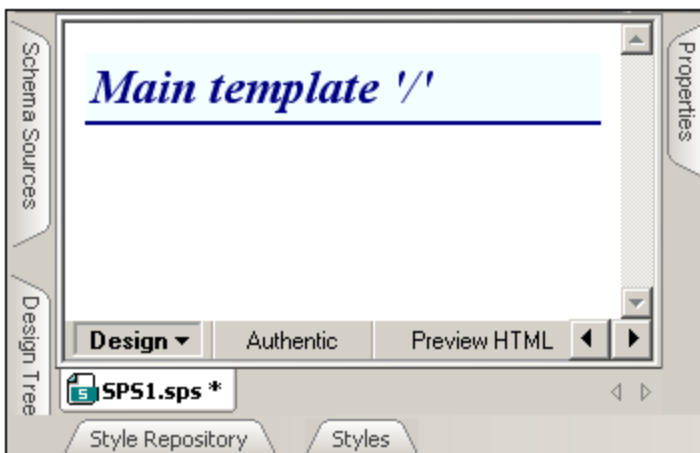 Schema Sources
Design Tree
Main template '/'
Properties
Design Authentic Preview HTML
S SPS1.sps *
Style Repository Styles